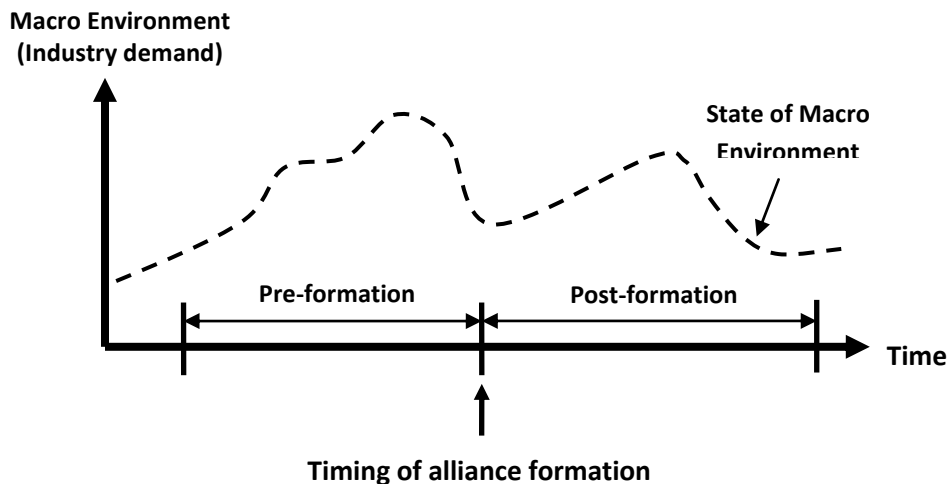 Macro Environment
(Industry demand)
State of Macro
Environment
Pre-formation
Post-formation
Time
Timing of alliance formation